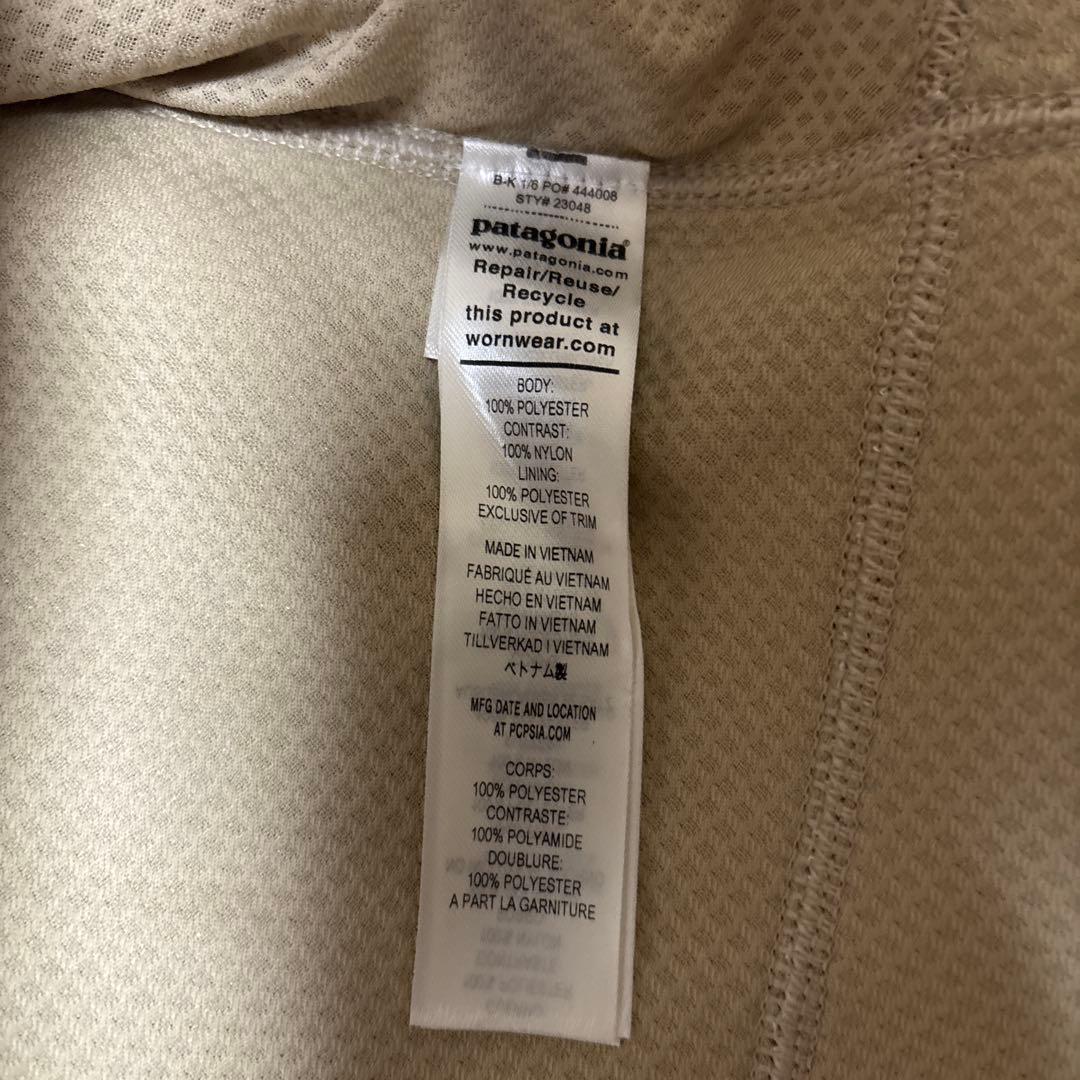 B-K 1/6 PO# 444008
STY# 23048
patagonia®
www.patagonia.com
Repair/Reuse/
Recycle
this product at
wornwear.com
BODY:
100% POLYESTER
CONTRAST:
100% NYLON
LINING:
100% POLYESTER
EXCLUSIVE OF TRIM
MADE IN VIETNAM
FABRIQUÉ AU VIETNAM
HECHO EN VIETNAM
FATTO IN VIETNAM
TILLVERKAD I VIETNAM
ベトナム製
MFG DATE AND LOCATION
AT PCPSIA.COM
CORPS:
100% POLYESTER
CONTRASTE:
100% POLYAMIDE
DOUBLURE:
100% POLYESTER
A PART LA GARNITURE